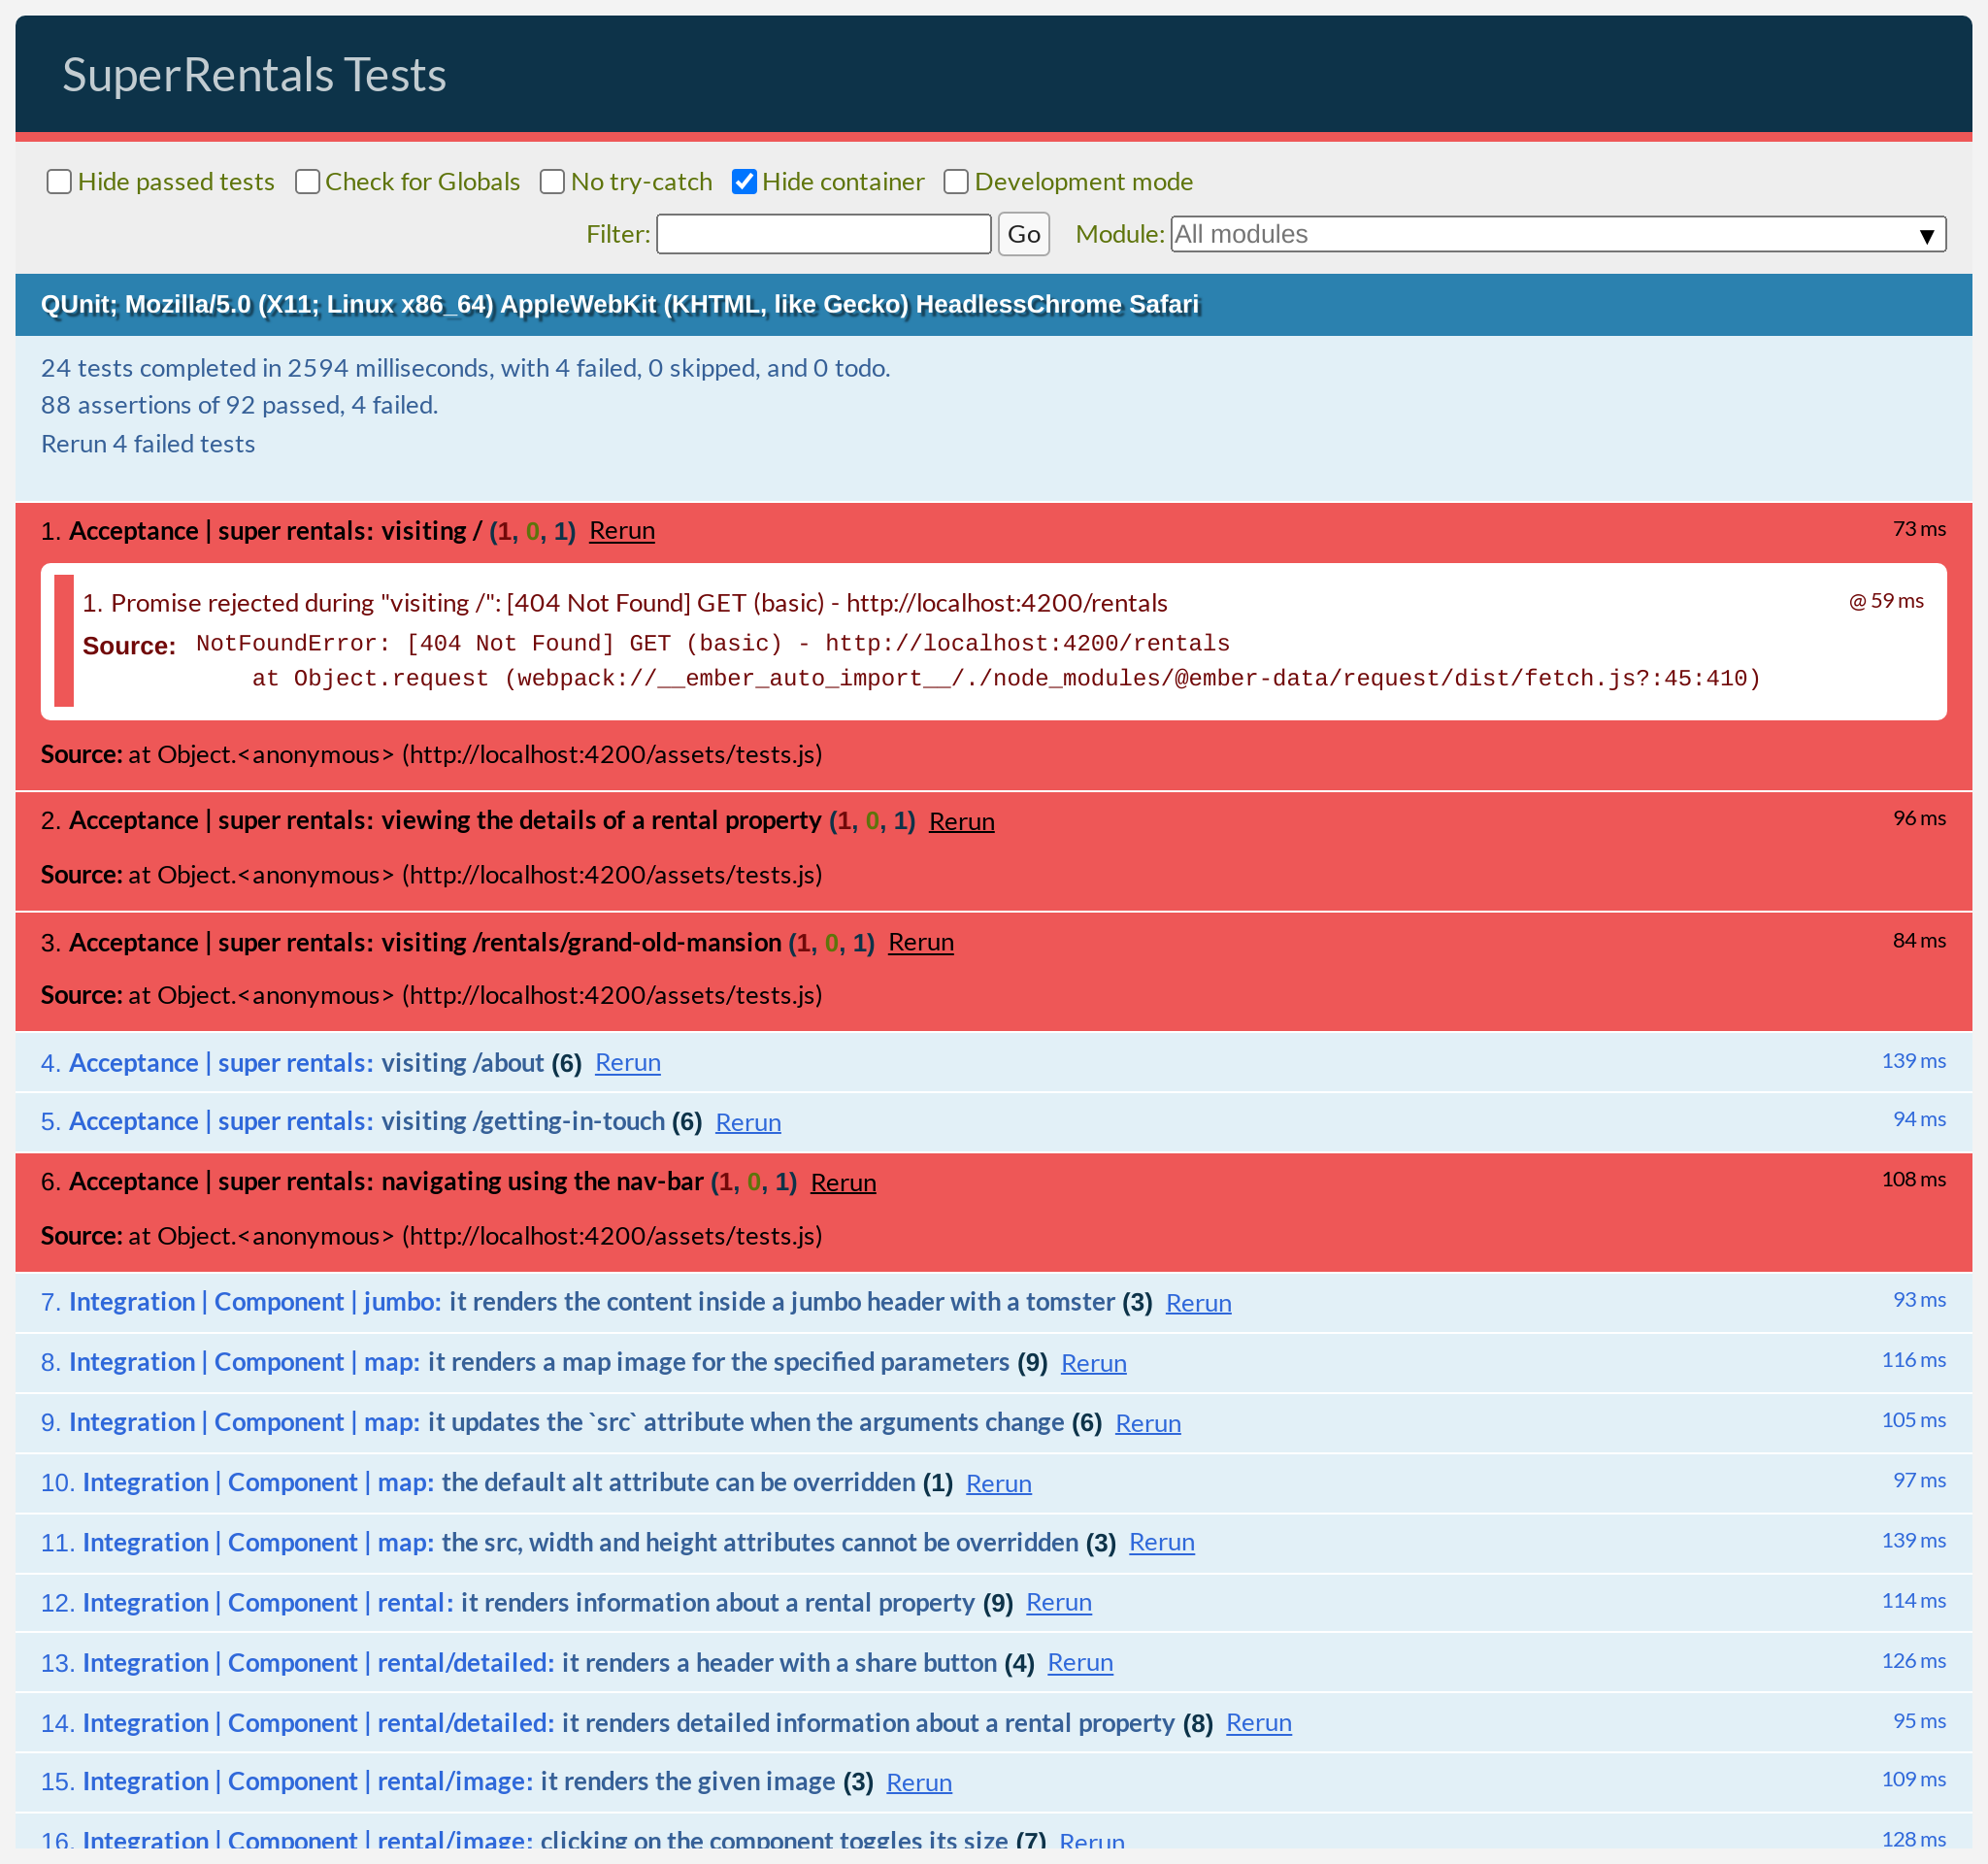 SuperRentals Tests
Hide passed tests Check for Globals No try-catch Hide container Development mode
Filter: Go Module: All modules ▼
QUnit; Mozilla/5.0 (X11; Linux x86_64) AppleWebKit (KHTML, like Gecko) HeadlessChrome Safari
24 tests completed in 2594 milliseconds, with 4 failed, 0 skipped, and 0 todo.
88 assertions of 92 passed, 4 failed.
Rerun 4 failed tests
1. Acceptance | super rentals: visiting / (1, 0, 1) Rerun 73 ms
1. Promise rejected during "visiting /": [404 Not Found] GET (basic) - http://localhost:4200/rentals @ 59 ms
Source: NotFoundError: [404 Not Found] GET (basic) - http://localhost:4200/rentals
at Object.request (webpack://__ember_auto_import__/./node_modules/@ember-data/request/dist/fetch.js?:45:410)
Source: at Object.<anonymous> (http://localhost:4200/assets/tests.js)
2. Acceptance | super rentals: viewing the details of a rental property (1, 0, 1) Rerun 96 ms
Source: at Object.<anonymous> (http://localhost:4200/assets/tests.js)
3. Acceptance | super rentals: visiting /rentals/grand-old-mansion (1, 0, 1) Rerun 84 ms
Source: at Object.<anonymous> (http://localhost:4200/assets/tests.js)
4. Acceptance | super rentals: visiting /about (6) Rerun 139 ms
5. Acceptance | super rentals: visiting /getting-in-touch (6) Rerun 94 ms
6. Acceptance | super rentals: navigating using the nav-bar (1, 0, 1) Rerun 108 ms
Source: at Object.<anonymous> (http://localhost:4200/assets/tests.js)
7. Integration | Component | jumbo: it renders the content inside a jumbo header with a tomster (3) Rerun 93 ms
8. Integration | Component | map: it renders a map image for the specified parameters (9) Rerun 116 ms
9. Integration | Component | map: it updates the `src` attribute when the arguments change (6) Rerun 105 ms
10. Integration | Component | map: the default alt attribute can be overridden (1) Rerun 97 ms
11. Integration | Component | map: the src, width and height attributes cannot be overridden (3) Rerun 139 ms
12. Integration | Component | rental: it renders information about a rental property (9) Rerun 114 ms
13. Integration | Component | rental/detailed: it renders a header with a share button (4) Rerun 126 ms
14. Integration | Component | rental/detailed: it renders detailed information about a rental property (8) Rerun 95 ms
15. Integration | Component | rental/image: it renders the given image (3) Rerun 109 ms
16. Integration | Component | rental/image: clicking on the component toggles its size (7) Rerun 128 ms